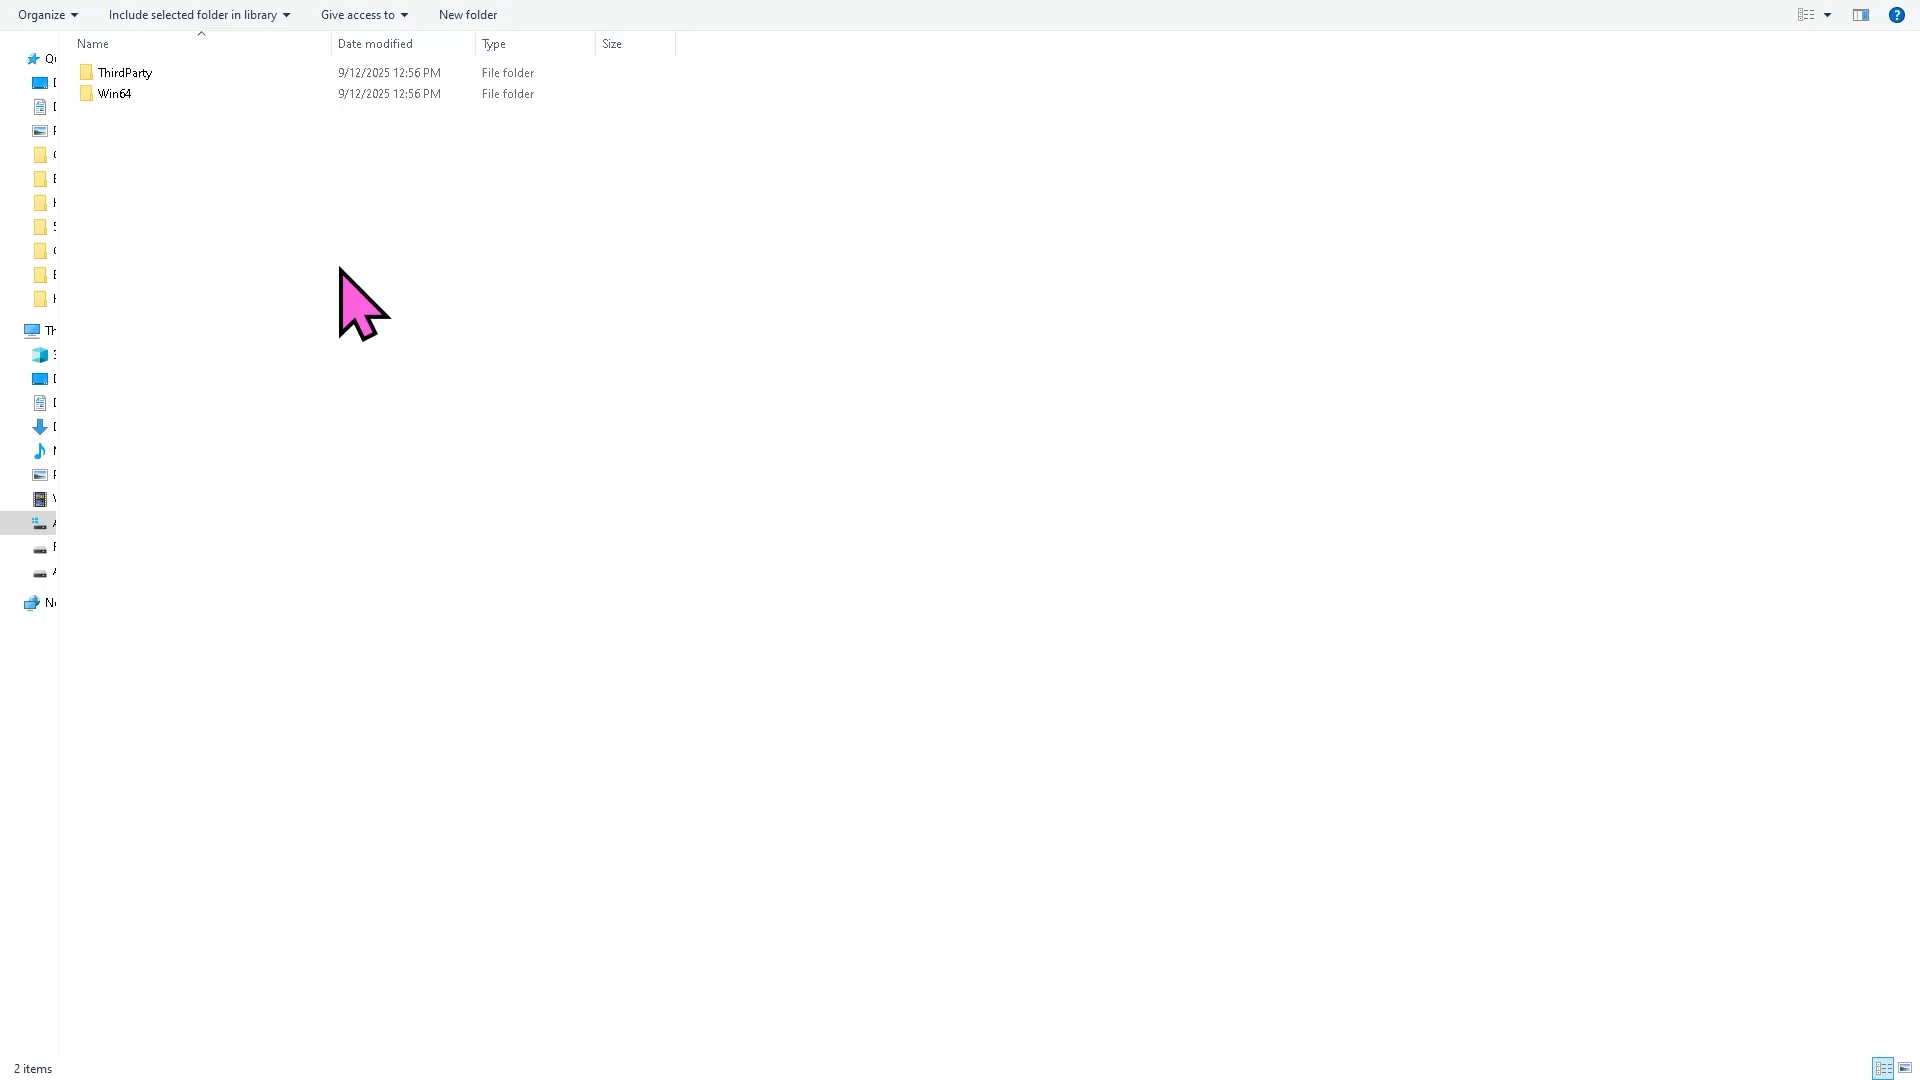 Organize Include selected folder in library Give access to New folder
Name Date modified Type Size
ThirdParty 9/12/2025 12:56 PM File folder
Win64 9/12/2025 12:56 PM File folder
2 items